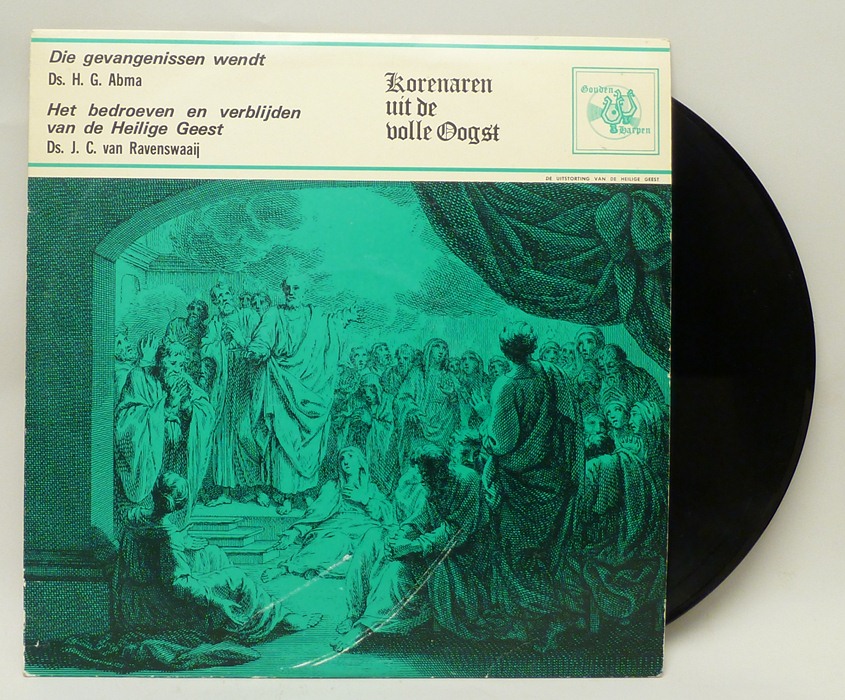 Die gevangenissen wendt
Ds. H. G. Abma
Het bedroeven en verblijden
van de Heilige Geest
Ds. J. C. van Ravenswaaij
Korenaren
uit de
volle Oogst
Gouden
Harpen
DE UITSTORTING VAN DE HEILIGE GEEST